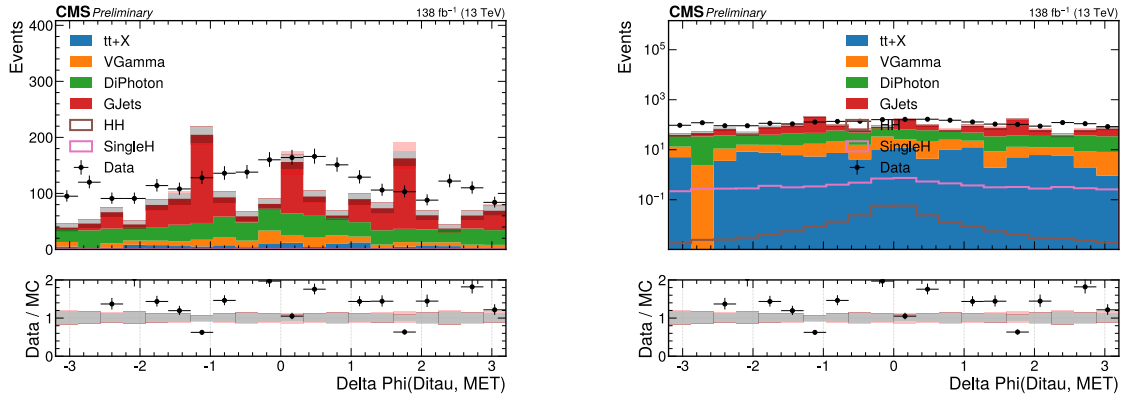 CMS Preliminary 138 fb⁻¹ (13 TeV)
Events
400
300
200
100
0
tt+X
VGamma
DiPhoton
GJets
HH
SingleH
Data
Data / MC
2
1
0
-3 -2 -1 0 1 2 3
Delta Phi(Ditau, MET)
CMS Preliminary 138 fb⁻¹ (13 TeV)
Events
10⁵
10³
10¹
10⁻¹
tt+X
VGamma
DiPhoton
GJets
HH
SingleH
Data
Data / MC
2
1
0
-3 -2 -1 0 1 2 3
Delta Phi(Ditau, MET)